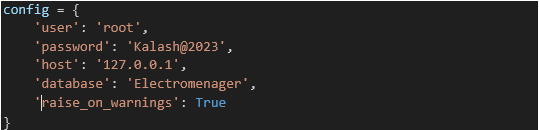 config = {
    'user': 'root',
    'password': 'Kalash@2023',
    'host': '127.0.0.1',
    'database': 'Electromenager',
    'raise_on_warnings': True
}